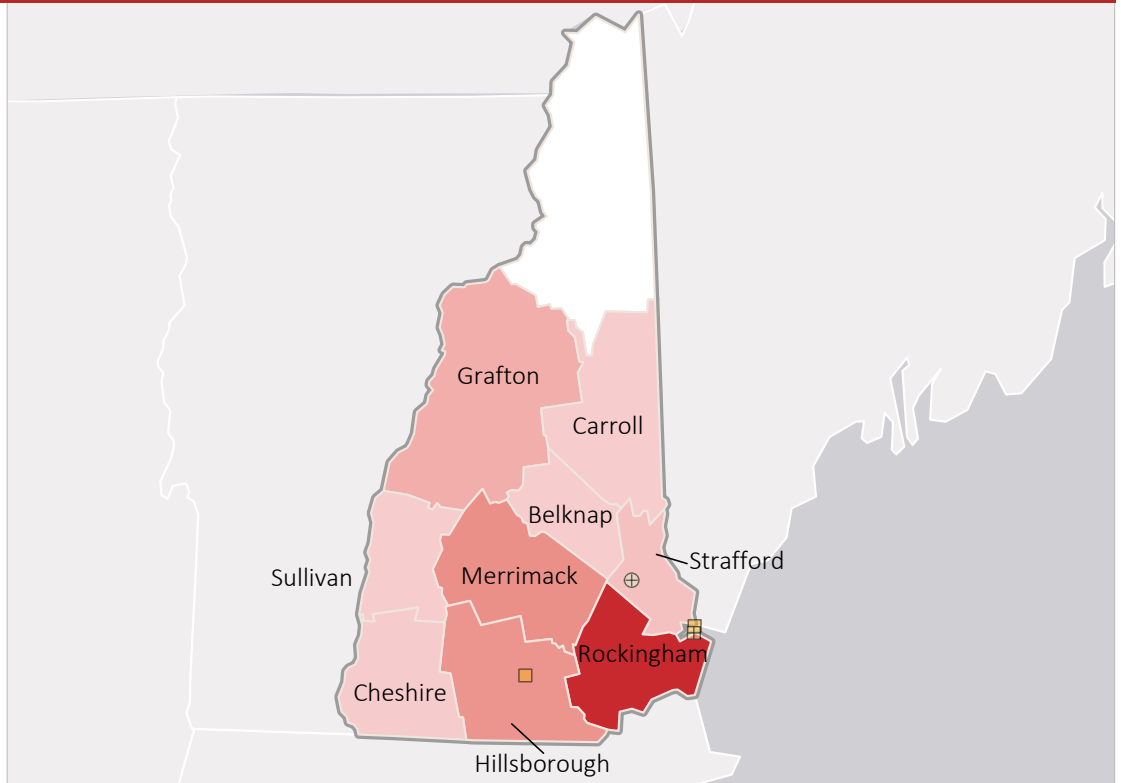 Grafton
Carroll
Belknap
Strafford
Sullivan
Merrimack
Rockingham
Cheshire
Hillsborough